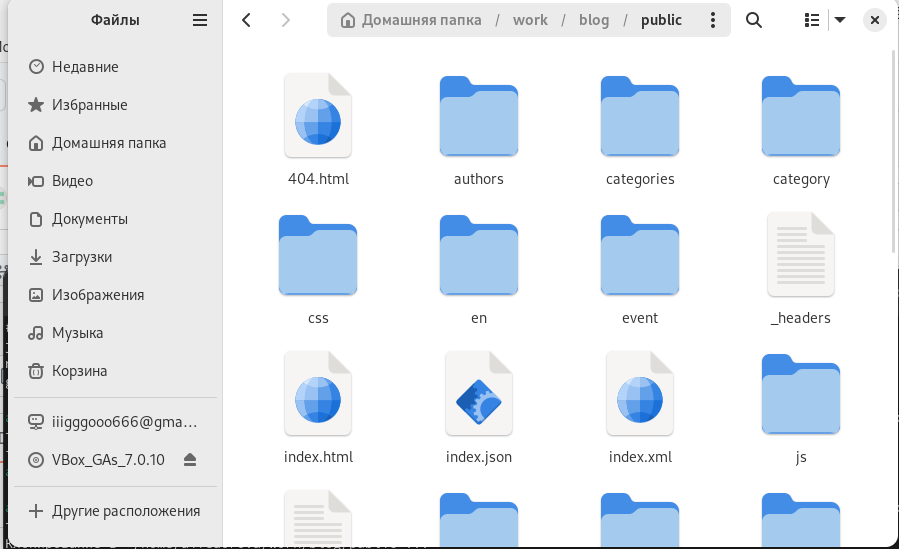 Файлы
Домашняя папка / work / blog / public
Недавние
Избранные
Домашняя папка
Видео
Документы
Загрузки
Изображения
Музыка
Корзина
iiigggooo666@gma...
VBox_GAs_7.0.10
Другие расположения
404.html
authors
categories
category
css
en
event
_headers
index.html
index.json
index.xml
js